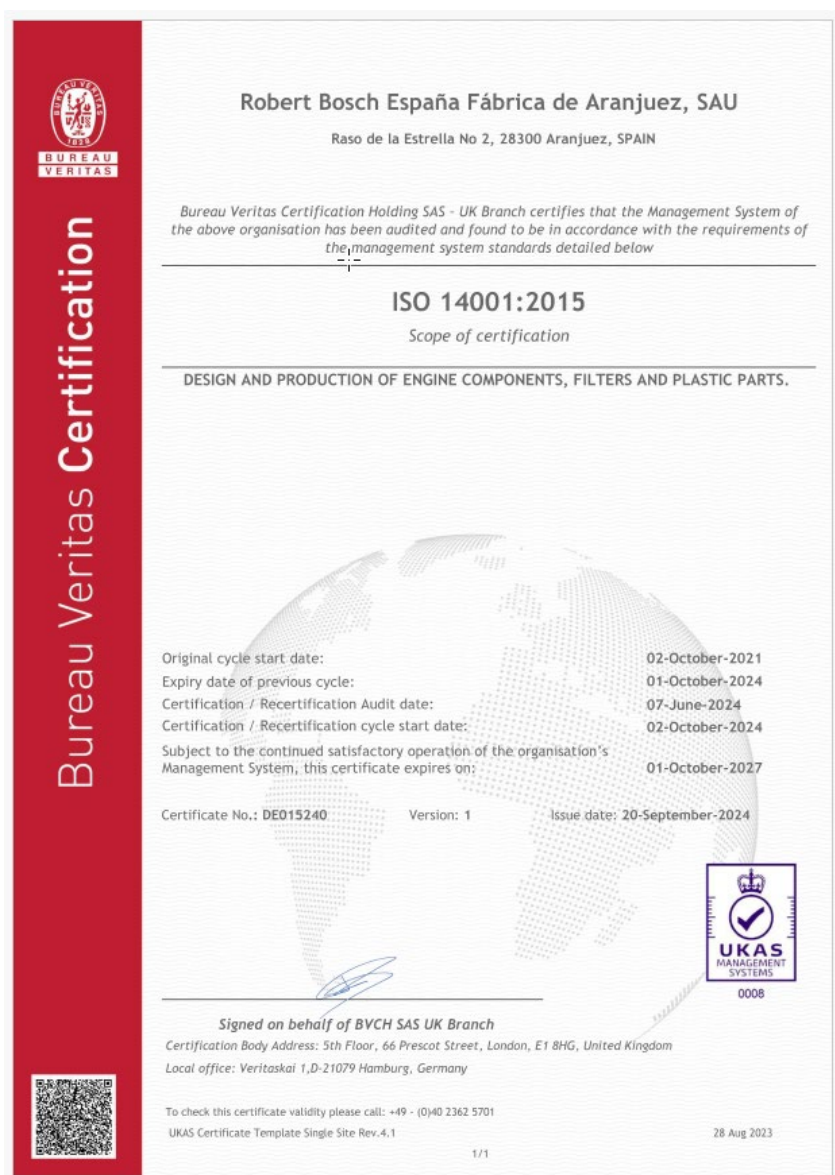 BUREAU VERITAS
1828
BUREAU
VERITAS
Bureau Veritas Certification
Robert Bosch España Fábrica de Aranjuez, SAU
Raso de la Estrella No 2, 28300 Aranjuez, SPAIN
Bureau Veritas Certification Holding SAS – UK Branch certifies that the Management System of
the above organisation has been audited and found to be in accordance with the requirements of
the management system standards detailed below
ISO 14001:2015
Scope of certification
DESIGN AND PRODUCTION OF ENGINE COMPONENTS, FILTERS AND PLASTIC PARTS.
Original cycle start date: 02-October-2021
Expiry date of previous cycle: 01-October-2024
Certification / Recertification Audit date: 07-June-2024
Certification / Recertification cycle start date: 02-October-2024
Subject to the continued satisfactory operation of the organisation's
Management System, this certificate expires on: 01-October-2027
Certificate No.: DE015240 Version: 1 Issue date: 20-September-2024
UKAS
MANAGEMENT
SYSTEMS
0008
Signed on behalf of BVCH SAS UK Branch
Certification Body Address: 5th Floor, 66 Prescot Street, London, E1 8HG, United Kingdom
Local office: Veritaskai 1,D-21079 Hamburg, Germany
To check this certificate validity please call: +49 - (0)40 2362 5701
UKAS Certificate Template Single Site Rev.4.1 28 Aug 2023
1/1